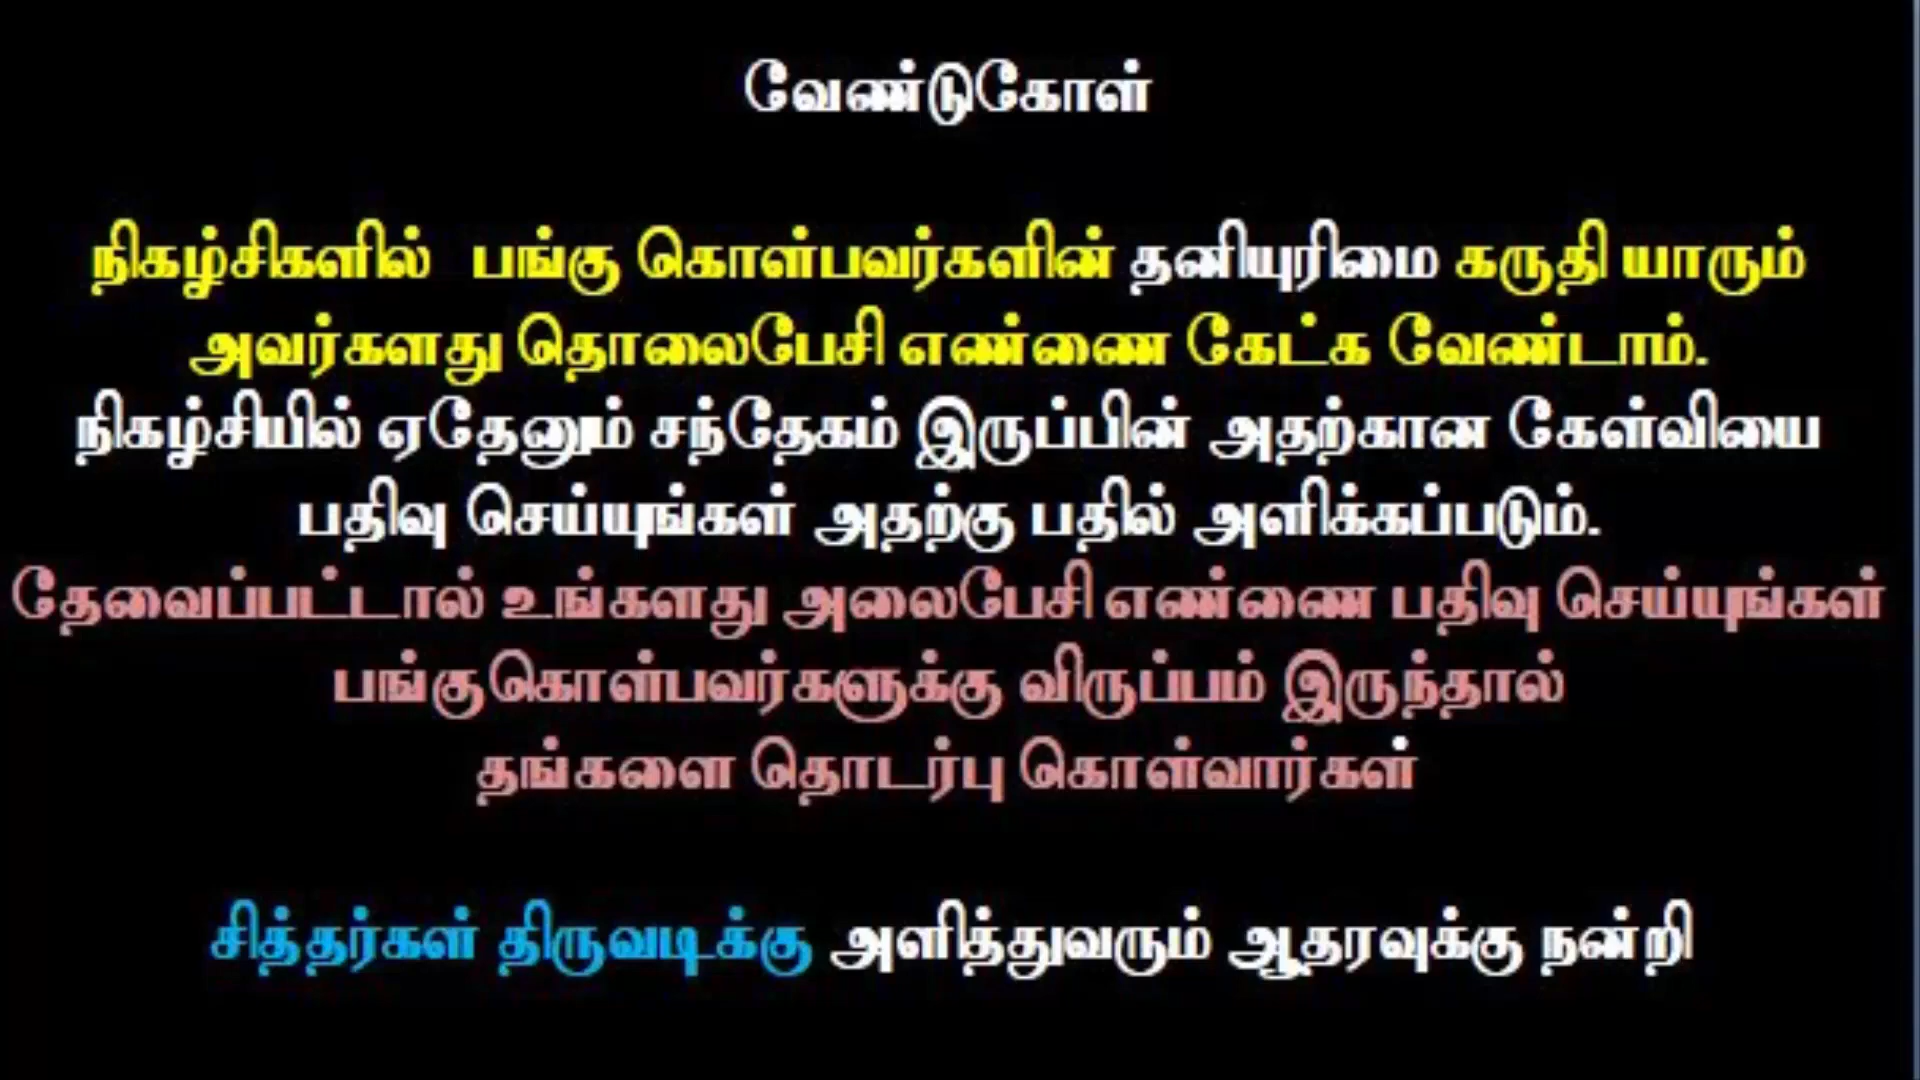 வேண்டுகோள்
நிகழ்சிகளில் பங்கு கொள்பவர்களின் தனியுரிமை கருதி யாரும்
அவர்களது தொலைபேசி எண்ணை கேட்க வேண்டாம்.
நிகழ்சியில் ஏதேனும் சந்தேகம் இருப்பின் அதற்கான கேள்வியை
பதிவு செய்யுங்கள் அதற்கு பதில் அளிக்கப்படும்.
தேவைப்பட்டால் உங்களது அலைபேசி எண்ணை பதிவு செய்யுங்கள்
பங்குகொள்பவர்களுக்கு விருப்பம் இருந்தால்
தங்களை தொடர்பு கொள்வார்கள்
சித்தர்கள் திருவடிக்கு அளித்துவரும் ஆதரவுக்கு நன்றி